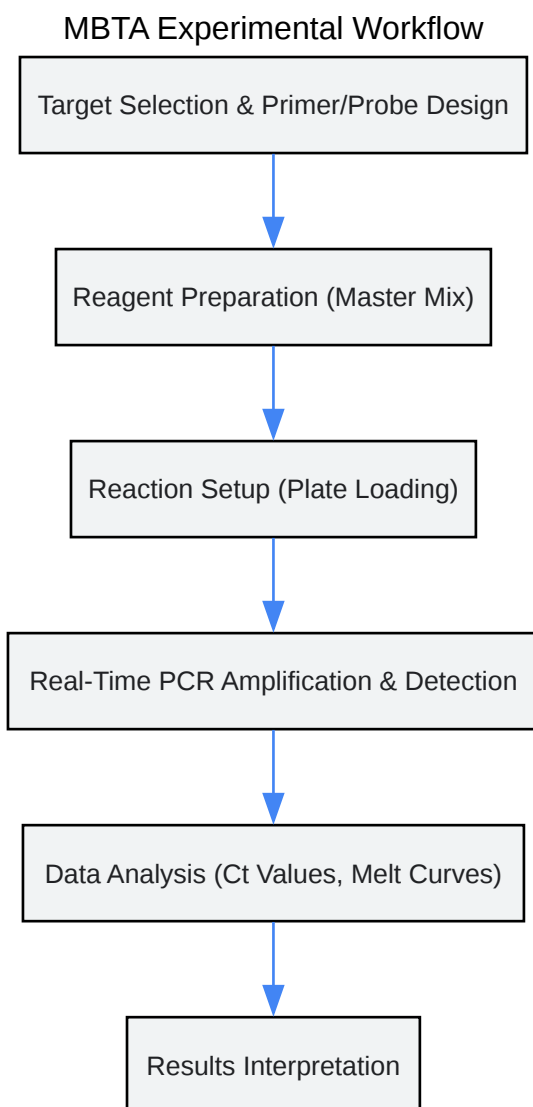 MBTA Experimental Workflow
Target Selection & Primer/Probe Design
Reagent Preparation (Master Mix)
Reaction Setup (Plate Loading)
Real-Time PCR Amplification & Detection
Data Analysis (Ct Values, Melt Curves)
Results Interpretation